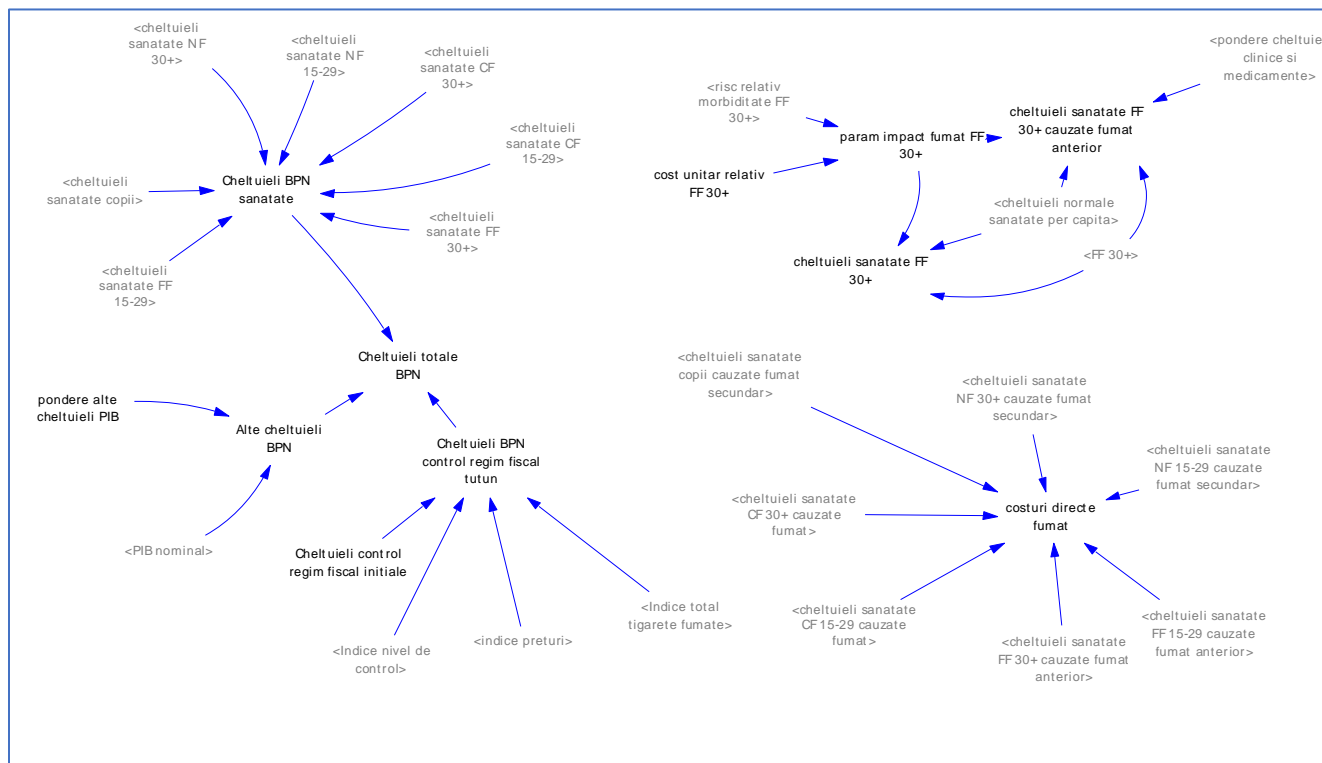 <cheltuieli
sanatate NF
30+>
<cheltuieli
sanatate NF
15-29>
<cheltuieli
sanatate CF
30+>
<cheltuieli
sanatate CF
15-29>
Cheltuieli BPN
sanatate
<cheltuieli
sanatate copii>
<cheltuieli
sanatate FF
30+>
<cheltuieli
sanatate FF
15-29>
Cheltuieli totale
BPN
pondere alte
cheltuieli PIB
Alte cheltuieli
BPN
Cheltuieli BPN
control regim fiscal
tutun
<PIB nominal>
Cheltuieli control
regim fiscal initiale
<Indice nivel de
control>
<indice preturi>
<Indice total
tigarete fumate>
<pondere cheltuie
clinice si
medicamente>
<risc relativ
morbiditate FF
30+>
param impact fumat FF
30+
cheltuieli sanatate FF
30+ cauzate fumat
anterior
cost unitar relativ
FF 30+
<cheltuieli normale
sanatate per capita>
<FF 30+>
cheltuieli sanatate FF
30+
<cheltuieli sanatate
copii cauzate fumat
secundar>
<cheltuieli sanatate
NF 30+ cauzate fumat
secundar>
<cheltuieli sanatate
NF 15-29 cauzate
fumat secundar>
<cheltuieli sanatate
CF 30+ cauzate
fumat>
costuri directe
fumat
<cheltuieli sanatate
CF 15-29 cauzate
fumat>
<cheltuieli sanatate
FF 30+ cauzate fumat
anterior>
<cheltuieli sanatate
FF 15-29 cauzate
fumat anterior>